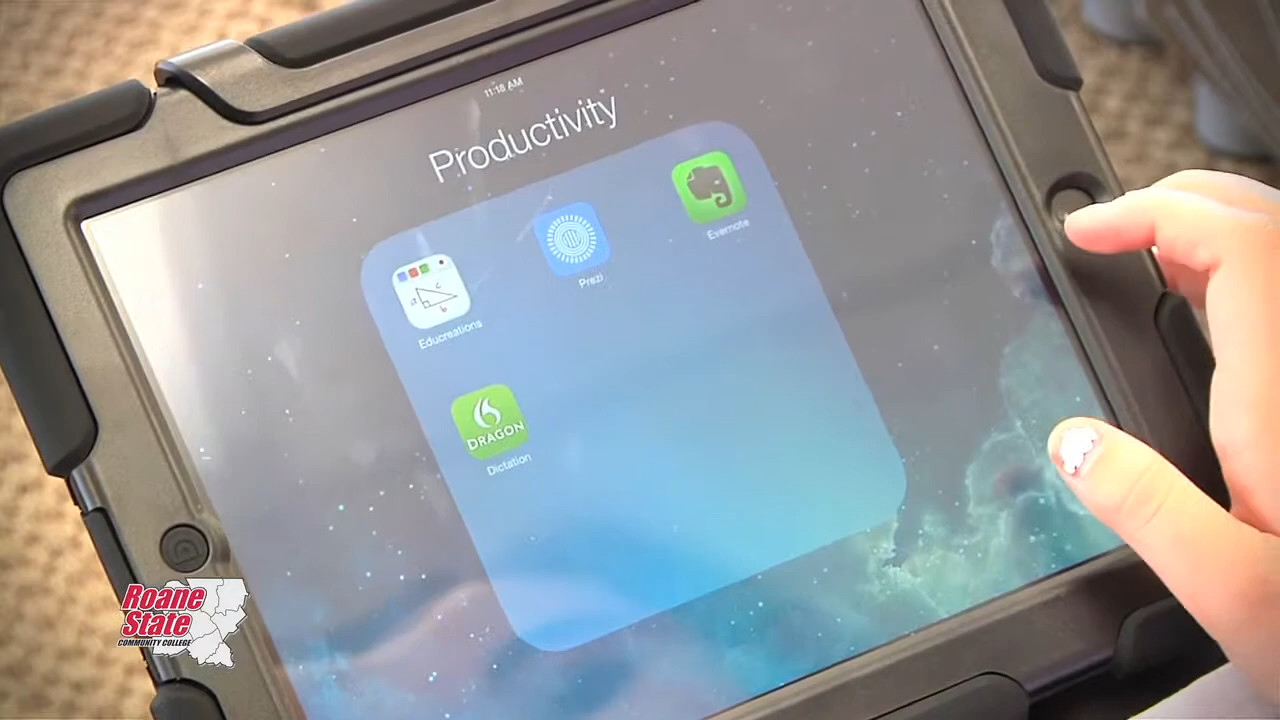 11:18 AM
Productivity
Educreations
Prezi
Evernote
a c b
DRAGON
Dictation
Roane
State
COMMUNITY COLLEGE